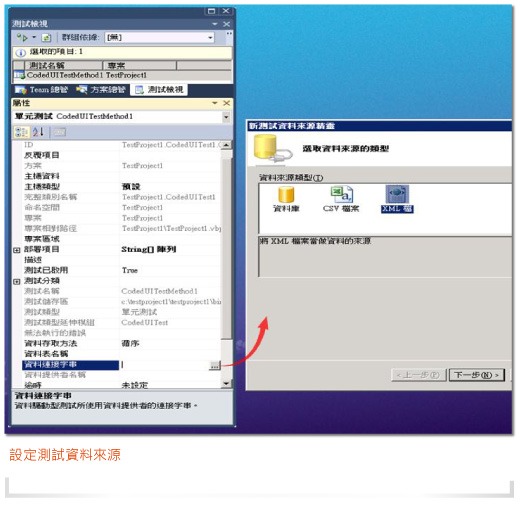 測試檢視
群組依據: [無]
選取的項目: 1
測試名稱 專案
CodedUITestMethod1 TestProject1
Team 總管 方案總管 測試檢視
屬性
單元測試 CodedUITestMethod1
ID TestProject1.CodedUITest1.C
反覆項目
方案 TestProject1
主機資料
主機類型 預設
完整類別名稱 TestProject1.CodedUITest1
命名空間 TestProject1
專案 TestProject1
專案相對路徑 TestProject1\TestProject1.vbp
專案區域
部署項目 String[] 陣列
描述
測試已啟用 True
測試分類
測試名稱 CodedUITestMethod1
測試儲存區 c:\testproject1\testproject1\bin
測試類型 單元測試
測試類型延伸模組 CodedUITest
無法執行的錯誤
資料存取方法 循序
資料表名稱
資料連接字串 ...
資料提供者名稱
逾時 未設定
資料連接字串
資料驅動型測試所使用資料提供者的連接字串。
新測試資料來源精靈
選取資料來源的類型
資料來源類型(T)
資料庫 CSV 檔案 XML 檔
將 XML 檔案當做資料的來源
< 上一步(P) 下一步(N) >
設定測試資料來源